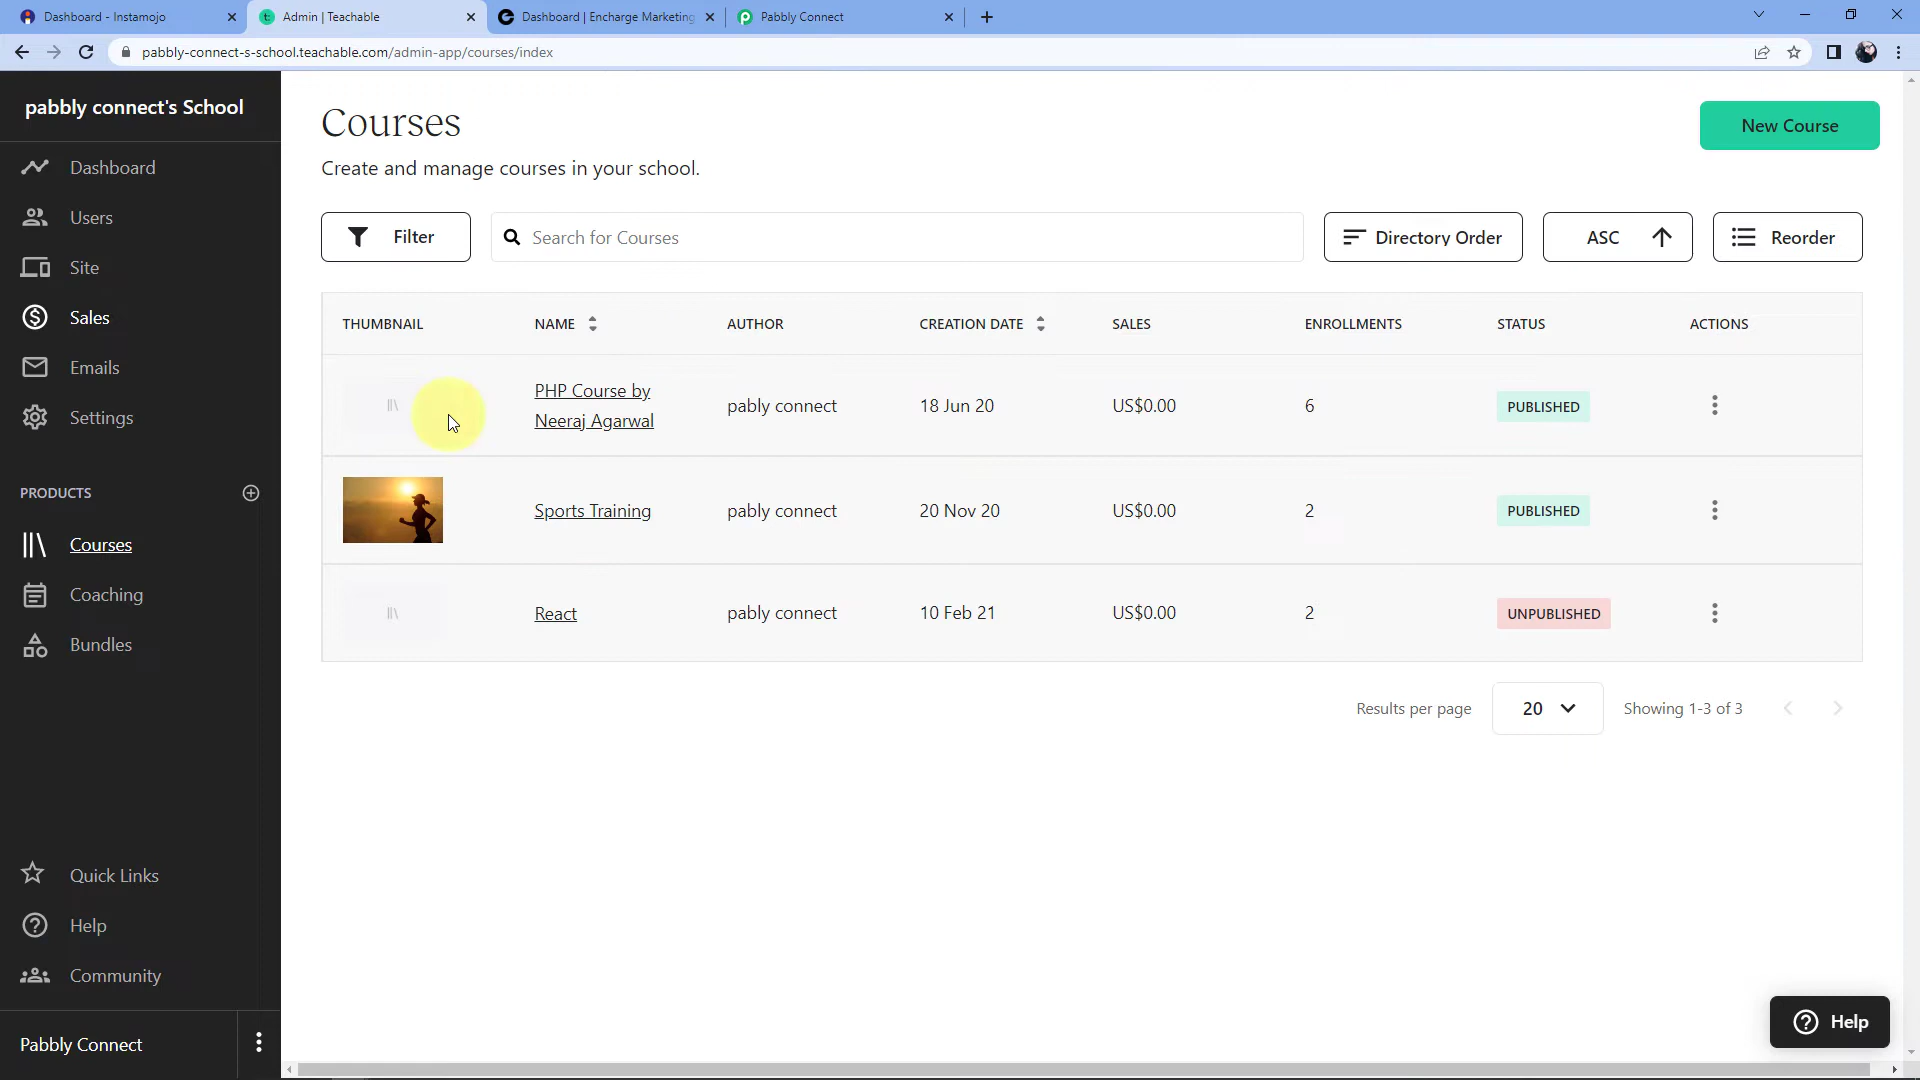 Dashboard - Instamojo
Admin | Teachable
Dashboard | Encharge Marketing
Pabbly Connect
pabbly-connect-s-school.teachable.com/admin-app/courses/index
pabbly connect's School
Dashboard
Users
Site
Sales
Emails
Settings
PRODUCTS
Courses
Coaching
Bundles
Quick Links
Help
Community
Pabbly Connect
Courses
Create and manage courses in your school.
New Course
Filter
Search for Courses
Directory Order
ASC
Reorder
THUMBNAIL NAME AUTHOR CREATION DATE SALES ENROLLMENTS STATUS ACTIONS
PHP Course by
Neeraj Agarwal
pably connect 18 Jun 20 US$0.00 6 PUBLISHED
Sports Training pably connect 20 Nov 20 US$0.00 2 PUBLISHED
React pably connect 10 Feb 21 US$0.00 2 UNPUBLISHED
Results per page 20 Showing 1-3 of 3
Help